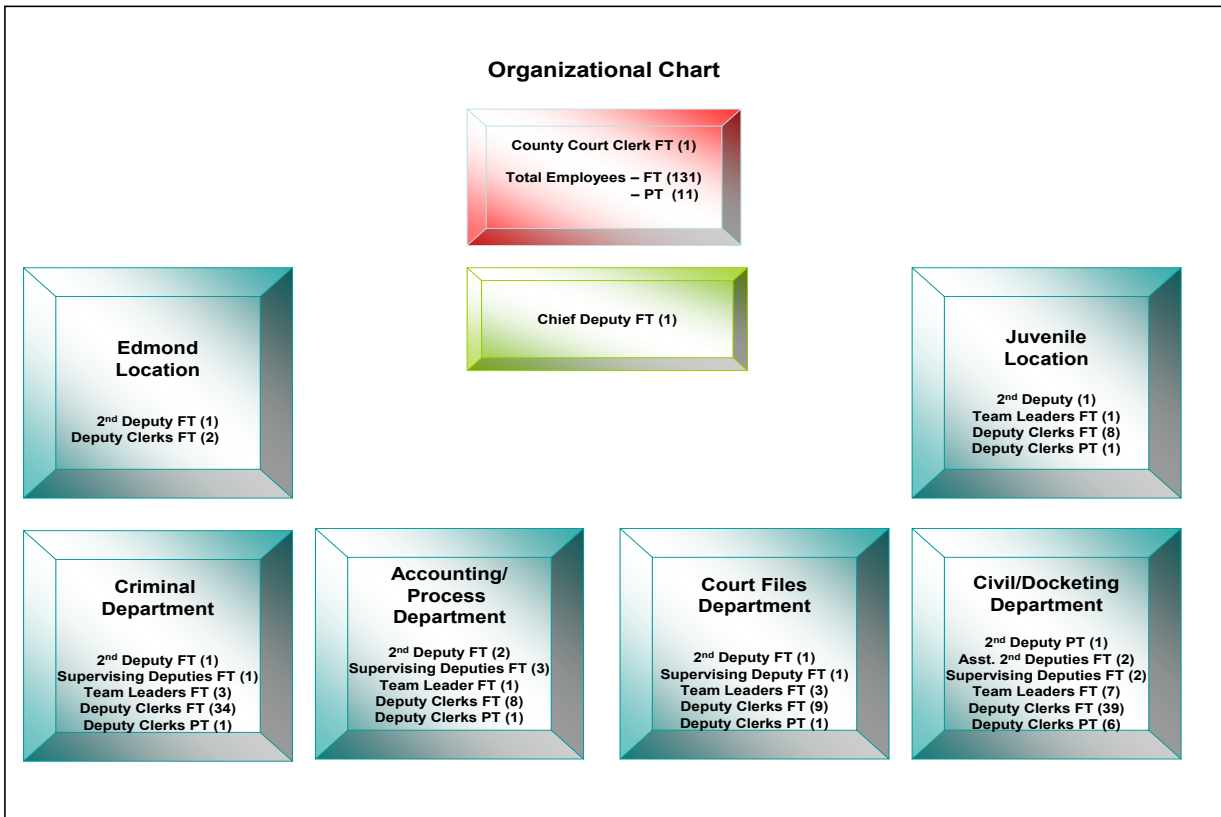 Organizational Chart
County Court Clerk FT (1)
Total Employees – FT (131)
– PT (11)
Chief Deputy FT (1)
Edmond
Location
2nd Deputy FT (1)
Deputy Clerks FT (2)
Juvenile
Location
2nd Deputy (1)
Team Leaders FT (1)
Deputy Clerks FT (8)
Deputy Clerks PT (1)
Criminal
Department
2nd Deputy FT (1)
Supervising Deputies FT (1)
Team Leaders FT (3)
Deputy Clerks FT (34)
Deputy Clerks PT (1)
Accounting/
Process
Department
2nd Deputy FT (2)
Supervising Deputies FT (3)
Team Leader FT (1)
Deputy Clerks FT (8)
Deputy Clerks PT (1)
Court Files
Department
2nd Deputy FT (1)
Supervising Deputy FT (1)
Team Leaders FT (3)
Deputy Clerks FT (9)
Deputy Clerks PT (1)
Civil/Docketing
Department
2nd Deputy PT (1)
Asst. 2nd Deputies FT (2)
Supervising Deputies FT (2)
Team Leaders FT (7)
Deputy Clerks FT (39)
Deputy Clerks PT (6)